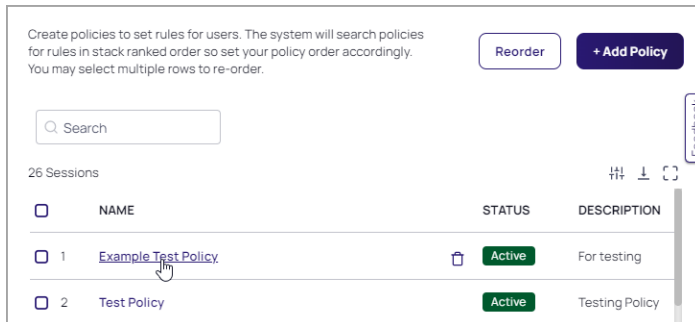 Create policies to set rules for users. The system will search policies
for rules in stack ranked order so set your policy order accordingly.
You may select multiple rows to re-order.
Reorder
+ Add Policy
Search
26 Sessions
NAME STATUS DESCRIPTION
1 Example Test Policy Active For testing
2 Test Policy Active Testing Policy